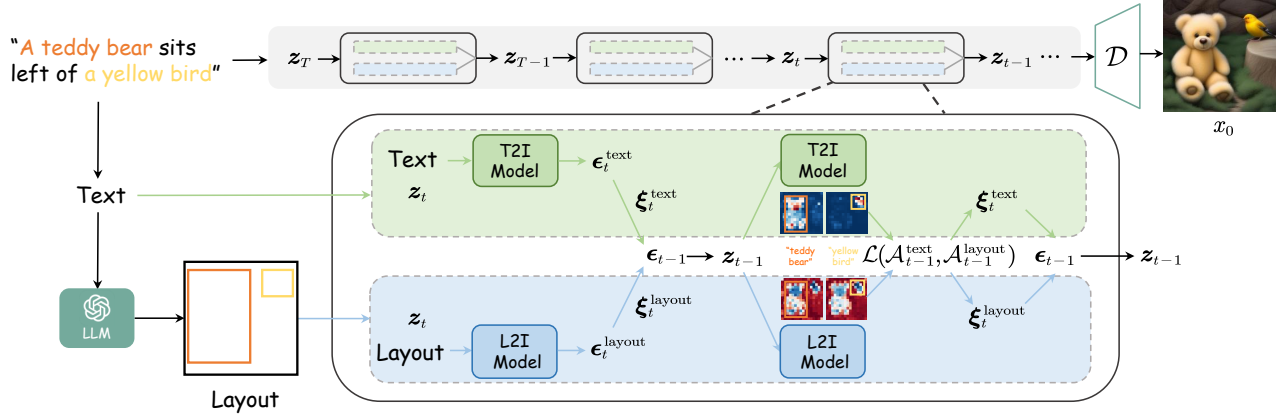 “A teddy bear sits
left of a yellow bird”
z_T
z_{T−1}
...
z_t
z_{t−1} ...
𝒟
x_0
Text
LLM
Layout
Text
z_t
T2I
Model
ϵ_t^text
ξ_t^text
T2I
Model
ξ_t^text
ϵ_{t−1}
z_{t−1}
“teddy
bear”
“yellow
bird”
ℒ(𝒜_{t−1}^text, 𝒜_{t−1}^layout)
ϵ_{t−1}
z_{t−1}
ξ_t^layout
ξ_t^layout
z_t
Layout
L2I
Model
ϵ_t^layout
L2I
Model